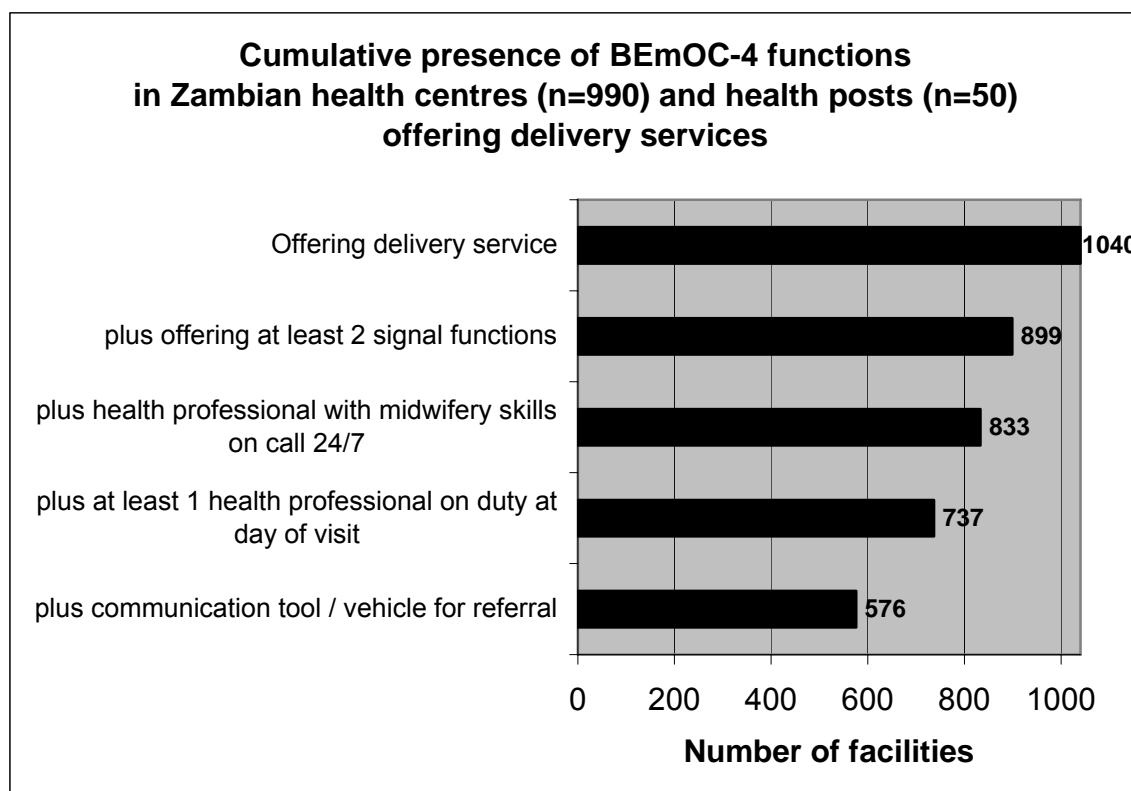 Cumulative presence of BEmOC-4 functions
in Zambian health centres (n=990) and health posts (n=50)
offering delivery services
Offering delivery service
1040
plus offering at least 2 signal functions
899
plus health professional with midwifery skills
on call 24/7
833
plus at least 1 health professional on duty at
day of visit
737
plus communication tool / vehicle for referral
576
0 200 400 600 800 1000
Number of facilities